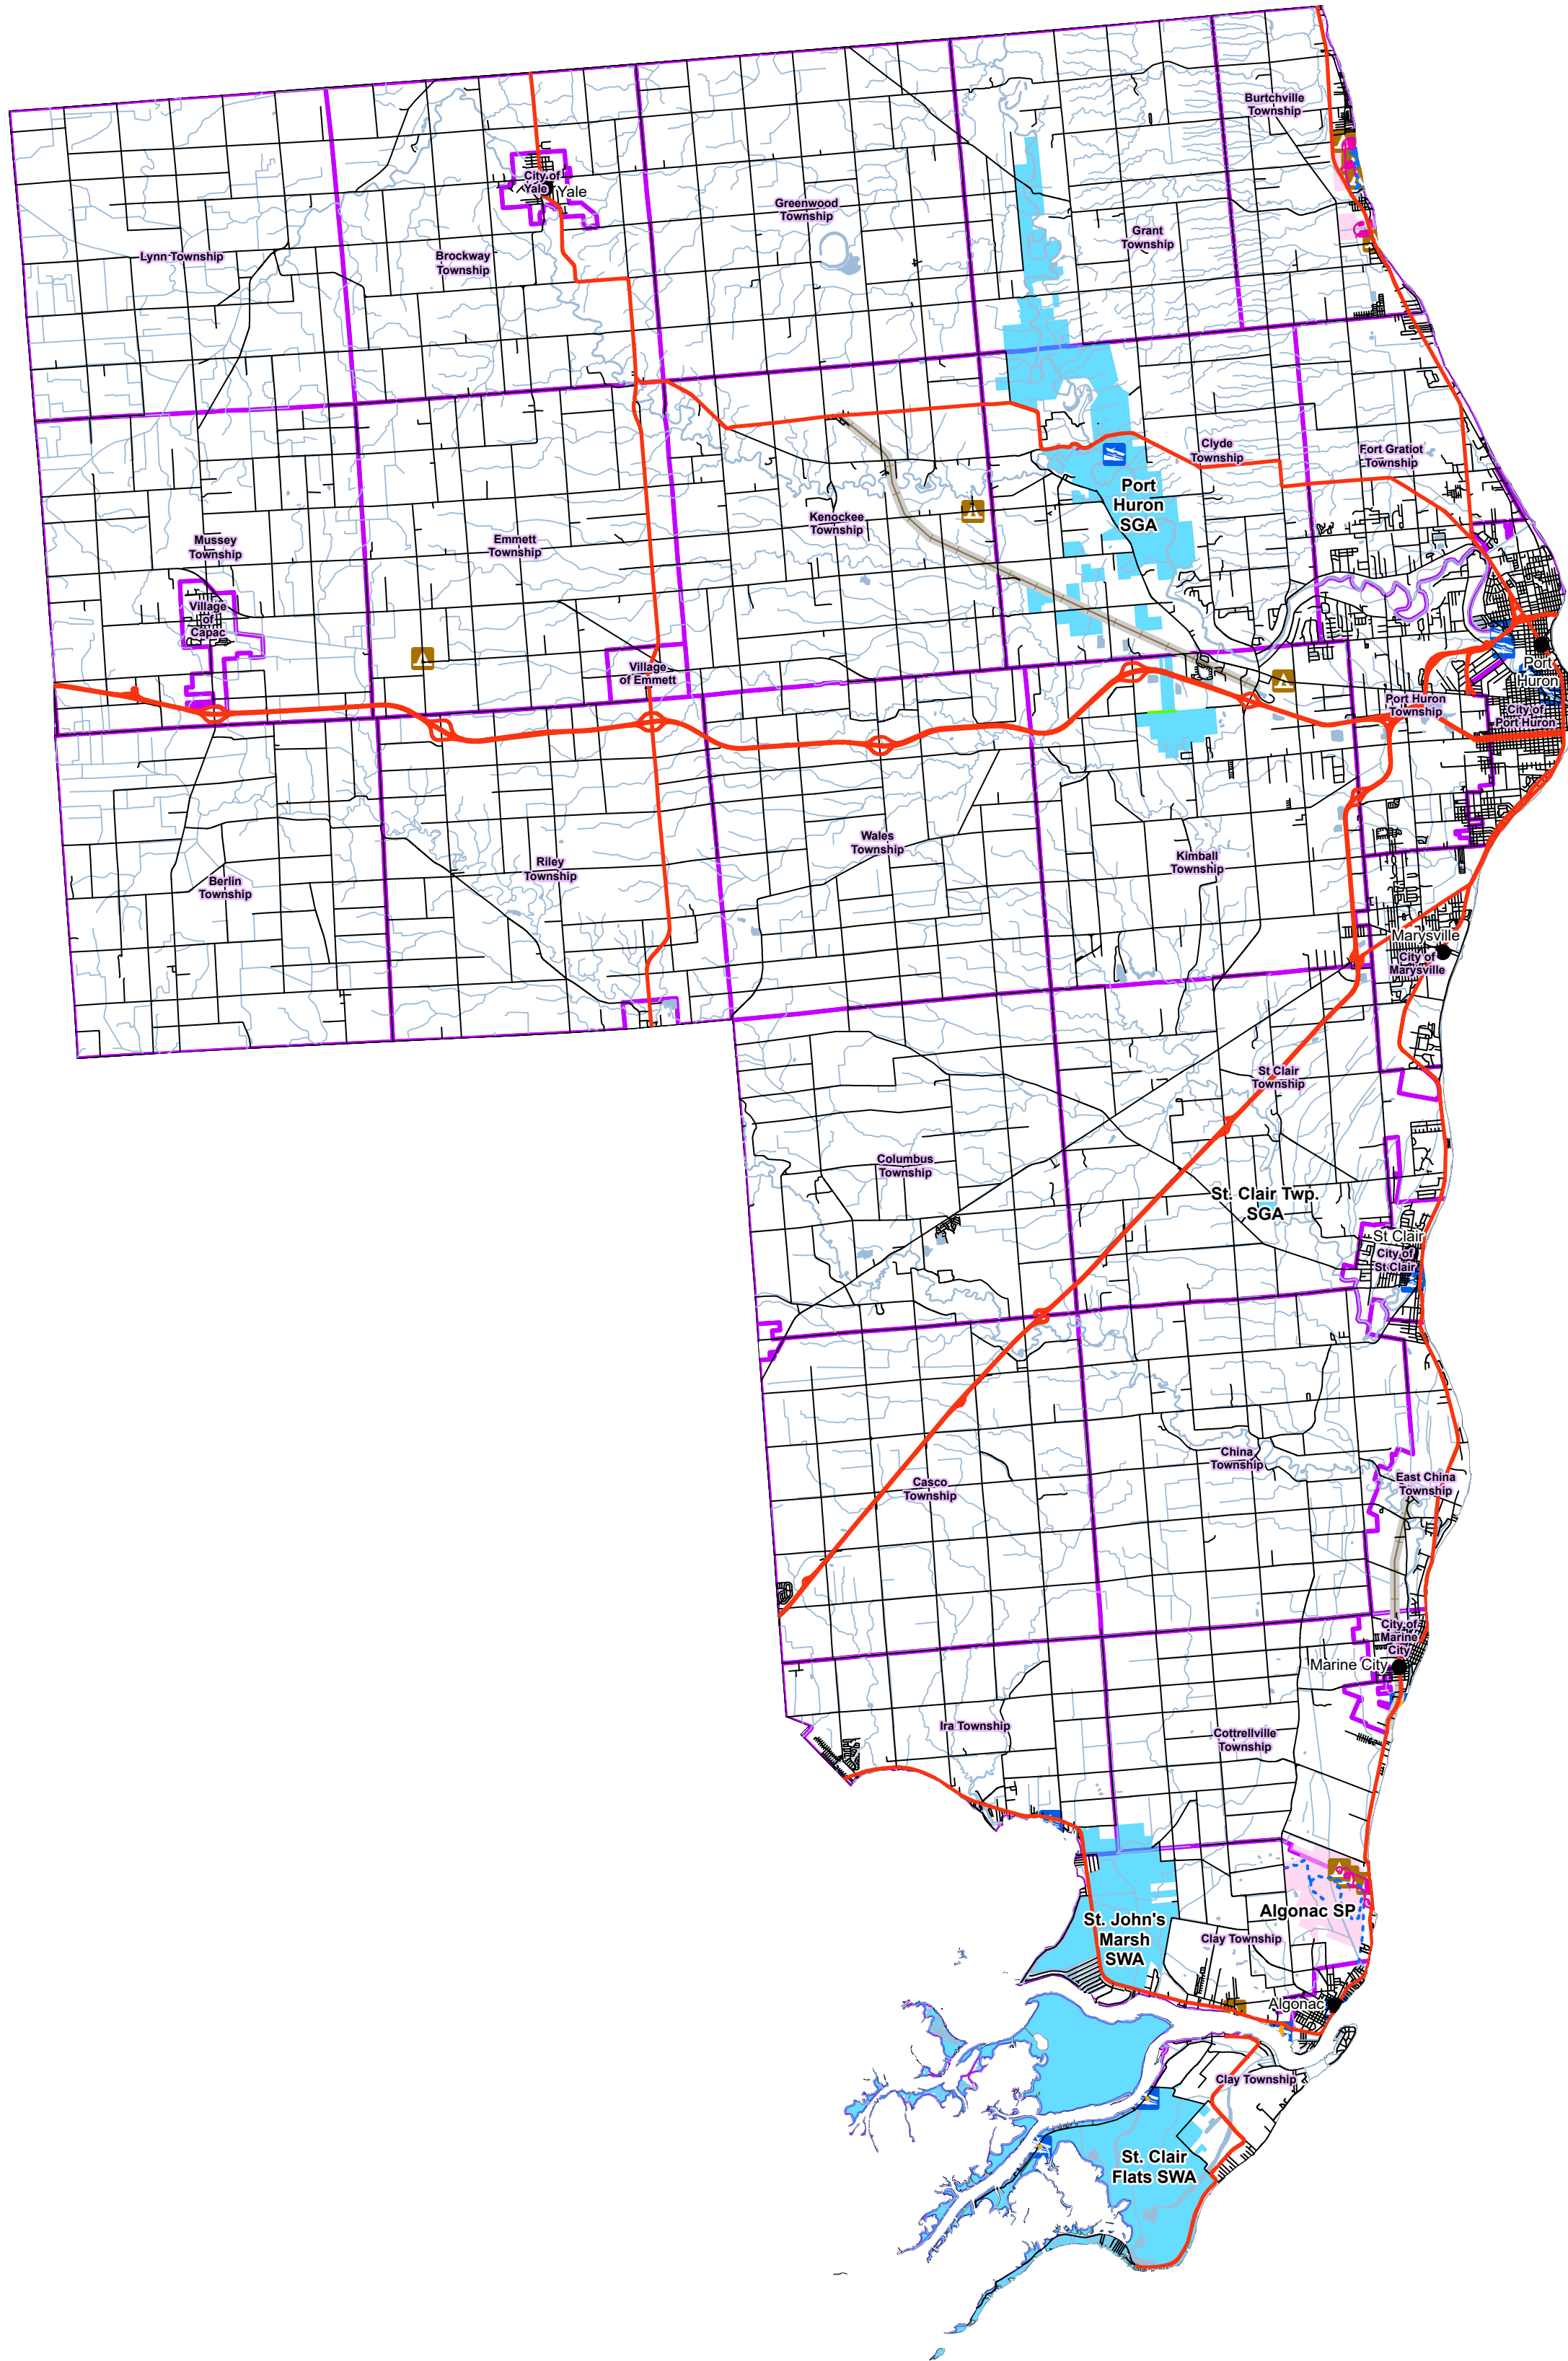 Burtchville
Township
City of
Yale
Yale
Greenwood
Township
Grant
Township
Lynn Township
Brockway
Township
Clyde
Township
Fort Gratiot
Township
Port
Huron
SGA
Kenockee
Township
Emmett
Township
Mussey
Township
Village
of
Capac
Village
of Emmett
Port
Huron
Port Huron
Township
City of
Port Huron
Wales
Township
Riley
Township
Kimball
Township
Berlin
Township
Marysville
City of
Marysville
St Clair
Township
Columbus
Township
St. Clair Twp.
SGA
St Clair
City of
St Clair
China
Township
East China
Township
Casco
Township
City of
Marine
City
Marine City
Ira Township
Cottrellville
Township
Algonac SP
St. John's
Marsh
SWA
Clay Township
Algonac
Clay Township
St. Clair
Flats SWA